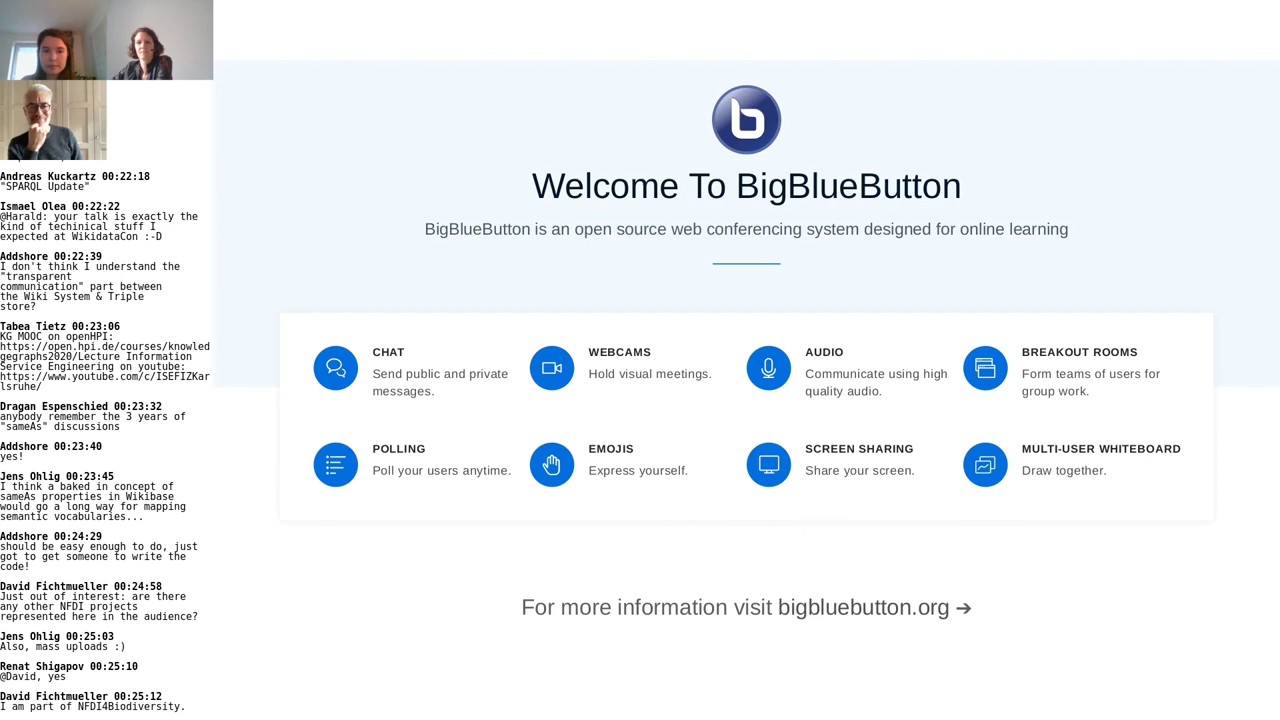 Andreas Kuckartz 00:22:18
"SPARQL Update"
Ismael Olea 00:22:22
@Harald: your talk is exactly the
kind of techinical stuff I
expected at WikidataCon :-D
Addshore 00:22:39
I don't think I understand the
"transparent
communication" part between
the Wiki System & Triple
store?
Tabea Tietz 00:23:06
KG MOOC on openHPI:
https://open.hpi.de/courses/knowled
gegraphs2020/Lecture Information
Service Engineering on youtube:
https://www.youtube.com/c/ISEFIZKar
lsruhe/
Dragan Espenschied 00:23:32
anybody remember the 3 years of
"sameAs" discussions
Addshore 00:23:40
yes!
Jens Ohlig 00:23:45
I think a baked in concept of
sameAs properties in Wikibase
would go a long way for mapping
semantic vocabularies...
Addshore 00:24:29
should be easy enough to do, just
got to get someone to write the
code!
David Fichtmueller 00:24:58
Just out of interest: are there
any other NFDI projects
represented here in the audience?
Jens Ohlig 00:25:03
Also, mass uploads :)
Renat Shigapov 00:25:10
@David, yes
David Fichtmueller 00:25:12
I am part of NFDI4Biodiversity.
Welcome To BigBlueButton
BigBlueButton is an open source web conferencing system designed for online learning
CHAT
Send public and private
messages.
WEBCAMS
Hold visual meetings.
AUDIO
Communicate using high
quality audio.
BREAKOUT ROOMS
Form teams of users for
group work.
POLLING
Poll your users anytime.
EMOJIS
Express yourself.
SCREEN SHARING
Share your screen.
MULTI-USER WHITEBOARD
Draw together.
For more information visit bigbluebutton.org ➔